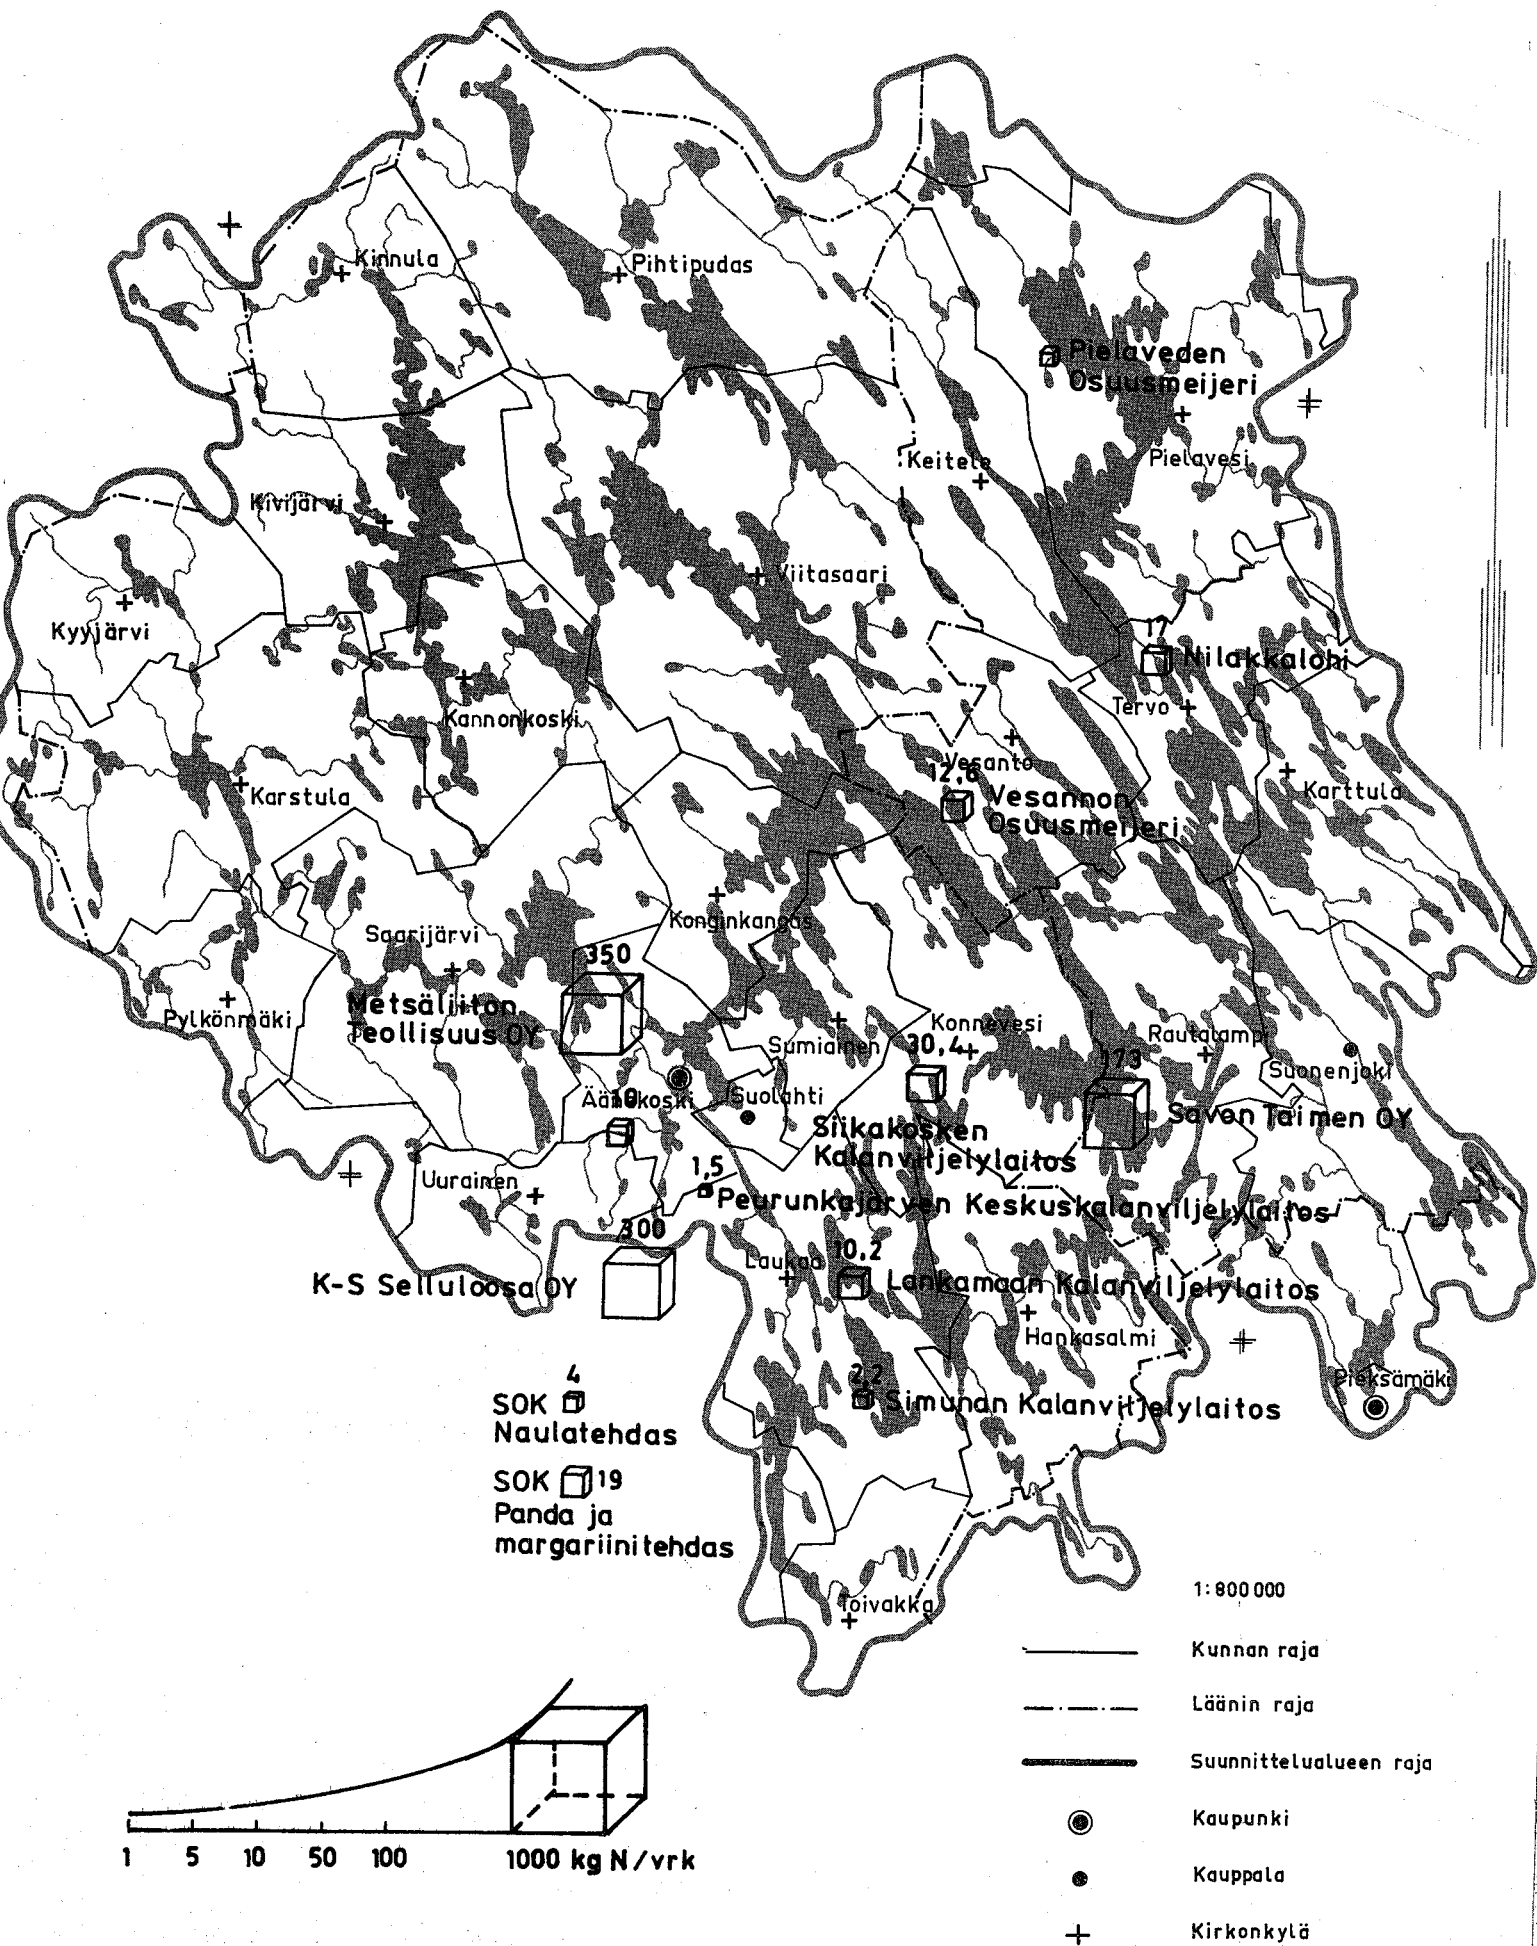 Kinnula
Pihtipudas
Pielaveden
Osuusmeijeri
Keitele
Pielavesi
Kivijärvi
Viitasaari
Kyyjärvi
17
Nilakkalohi
Tervo
Kannonkoski
Vesanto
12,6
Vesannon
Osuusmeijeri
Karstula
Karttula
Konginkangas
Saarijärvi
350
Metsäliiton
Teollisuus OY
Pylkönmäki
Sumiainen
Konnevesi
30,4
Rautalampi
173
Suonenjoki
Äänekoski
Suolahti
Siikakosken
Kalanviljelylaitos
Savon Taimen OY
1,5
Uurainen
Peurunkajärven Keskuskalanviljelylaitos
300
K-S Selluloosa OY
Laukaa
10,2
Lankamaan Kalanviljelylaitos
Hankasalmi
4
SOK
Naulatehdas
2,2
Simunan Kalanviljelylaitos
Pieksämäki
SOK 19
Panda ja
margariinitehdas
Toivakka
1:800 000
Kunnan raja
Läänin raja
Suunnittelualueen raja
Kaupunki
Kauppala
Kirkonkylä
1 5 10 50 100 1000 kg N/vrk